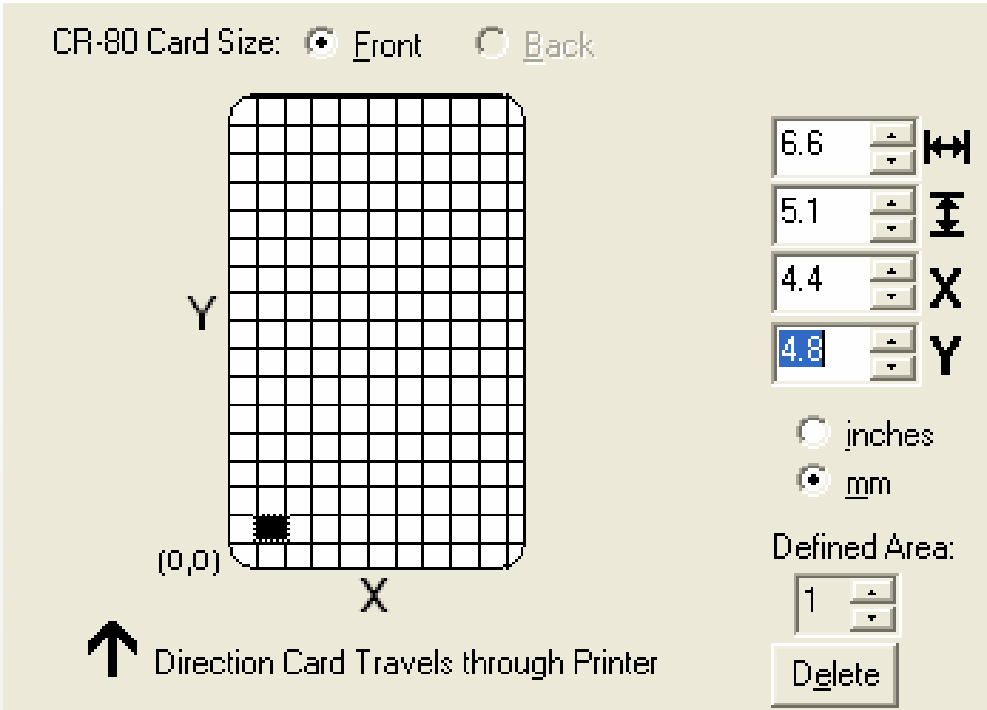 CR-80 Card Size: Front Back
6.6
5.1
4.4 X
Y 4.8 Y
inches
mm
Defined Area:
(0,0)
X 1
Direction Card Travels through Printer
Delete